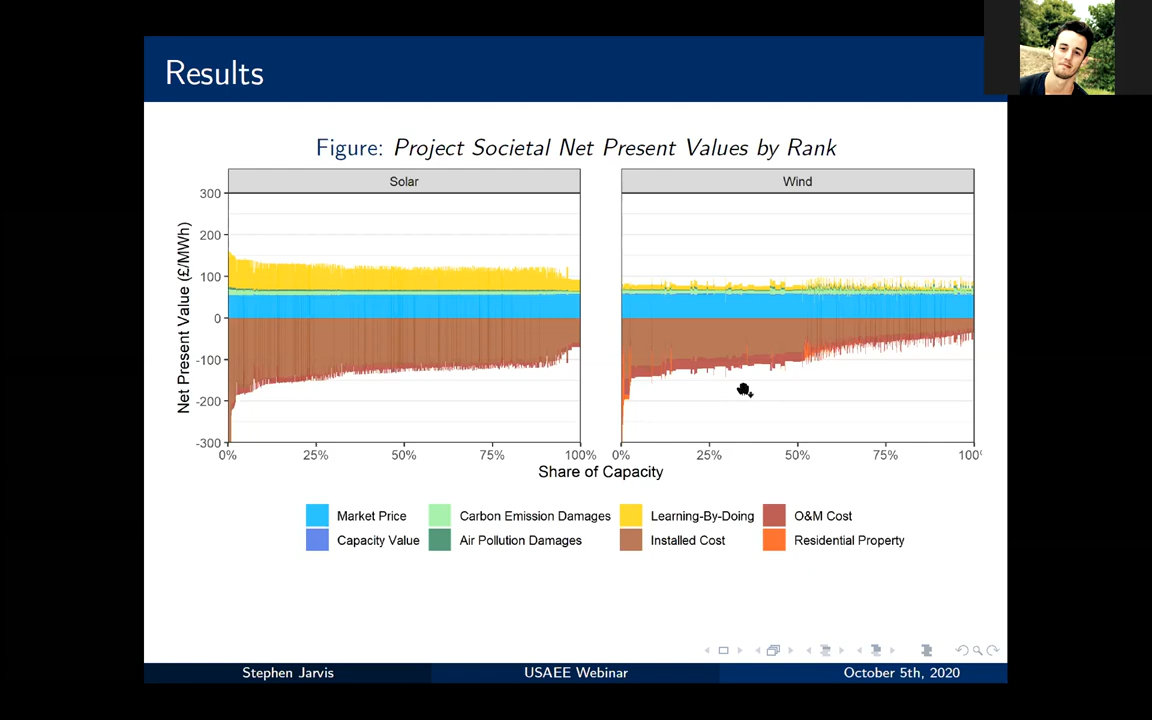 Results
Figure: Project Societal Net Present Values by Rank
Solar
Wind
Net Present Value (£/MWh)
300
200
100
0
-100
-200
-300
0% 25% 50% 75% 100%
0% 25% 50% 75% 100%
Share of Capacity
Market Price Carbon Emission Damages Learning-By-Doing O&M Cost
Capacity Value Air Pollution Damages Installed Cost Residential Property
Stephen Jarvis USAEE Webinar October 5th, 2020